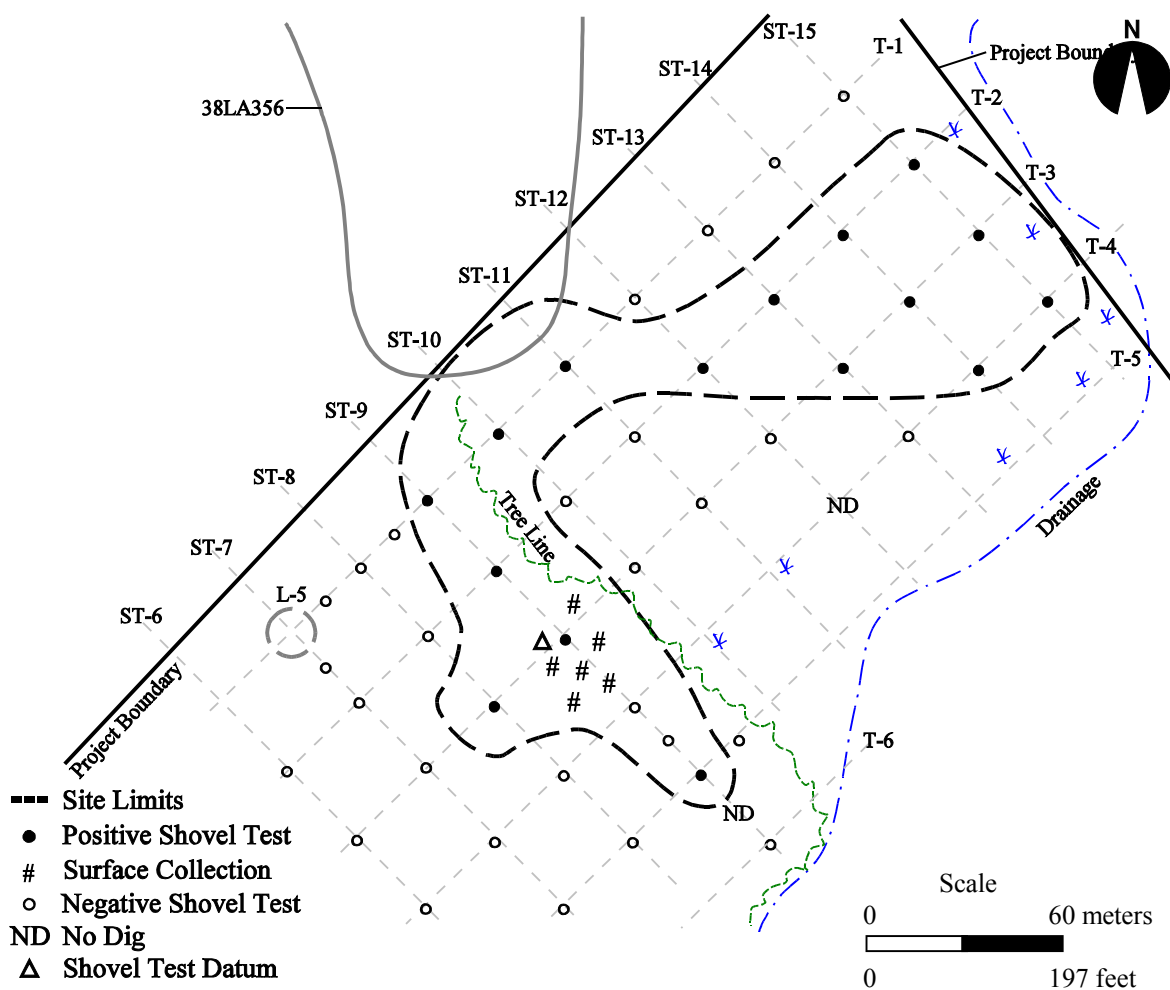 ST-15
N
T-1
Project Bound
ST-14
T-2
38LA356
ST-13
T-3
ST-12
T-4
ST-11
ST-10
T-5
ST-9
ST-8
Tree Line
ND
Drainage
ST-7
L-5
#
ST-6
#
#
#
#
#
Project Boundary
T-6
Site Limits
ND
Positive Shovel Test
# Surface Collection
Scale
Negative Shovel Test
0 60 meters
ND No Dig
Shovel Test Datum
0 197 feet